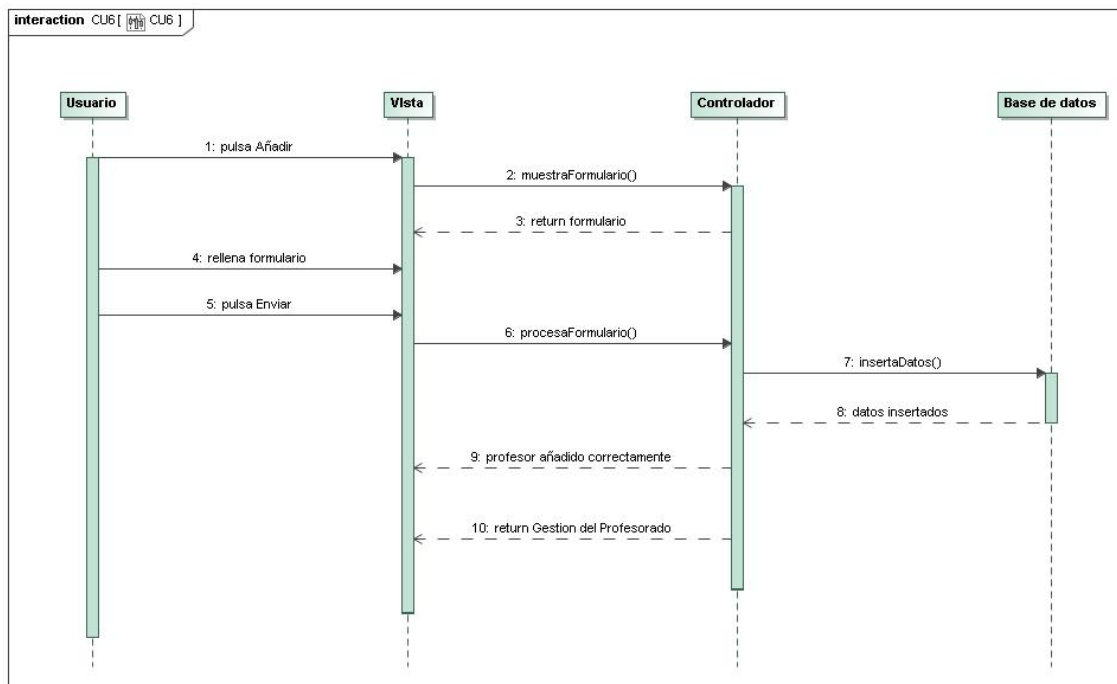 interaction CU6 [ CU6 ]
Usuario
VIsta
Controlador
Base de datos
1: pulsa Añadir
2: muestraFormulario()
3: return formulario
4: rellena formulario
5: pulsa Enviar
6: procesaFormulario()
7: insertaDatos()
8: datos insertados
9: profesor añadido correctamente
10: return Gestion del Profesorado